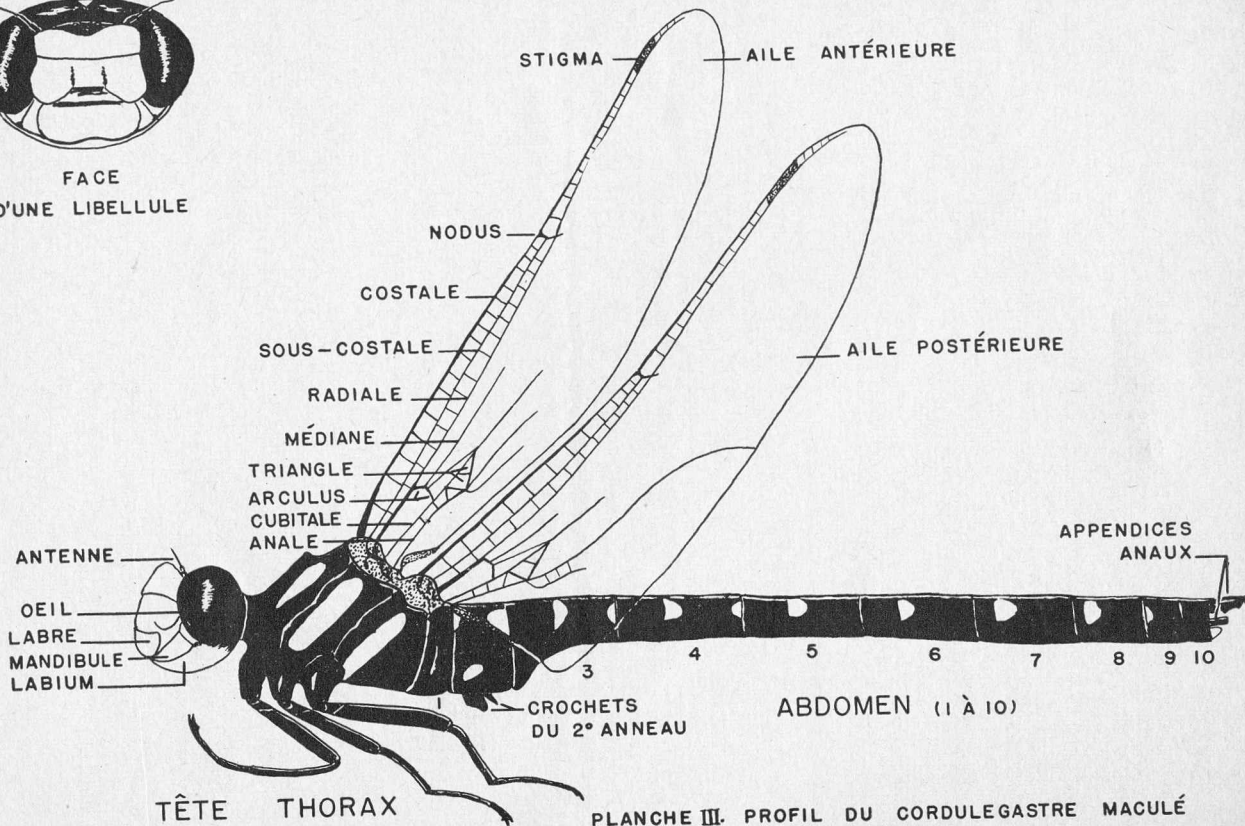 FACE
D'UNE LIBELLULE
STIGMA
AILE ANTÉRIEURE
NODUS
COSTALE
SOUS-COSTALE
AILE POSTÉRIEURE
RADIALE
MÉDIANE
TRIANGLE
ARCULUS
CUBITALE
ANALE
APPENDICES
ANAUX
ANTENNE
OEIL
LABRE
MANDIBULE
LABIUM
1
3
4
5
6
7
8
9
10
CROCHETS
DU 2e ANNEAU
ABDOMEN (1 À 10)
TÊTE
THORAX
PLANCHE III. PROFIL DU CORDULEGASTRE MACULÉ